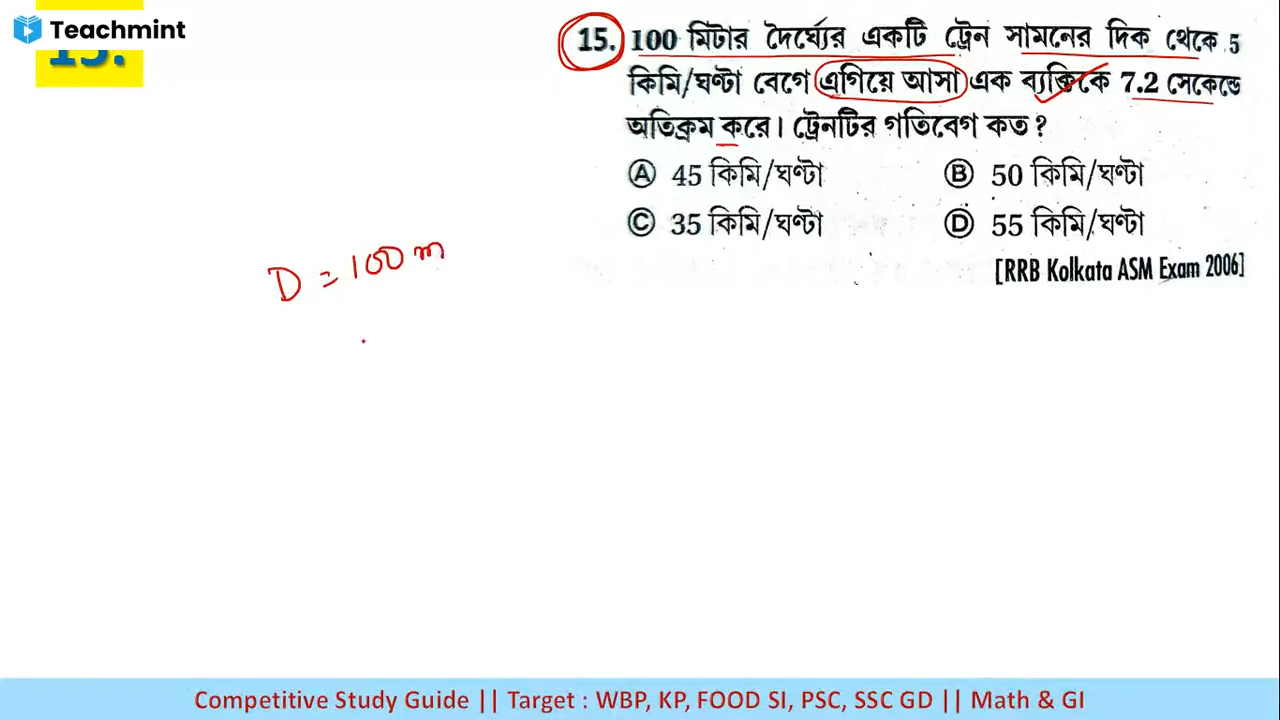 Teachmint
15.
15. 100 মিটার দৈর্ঘ্যের একটি ট্রেন সামনের দিক থেকে 5
কিমি/ঘণ্টা বেগে এগিয়ে আসা এক ব্যক্তিকে 7.2 সেকেন্ডে
অতিক্রম করে। ট্রেনটির গতিবেগ কত?
Ⓐ 45 কিমি/ঘণ্টা Ⓑ 50 কিমি/ঘণ্টা
Ⓒ 35 কিমি/ঘণ্টা Ⓓ 55 কিমি/ঘণ্টা
[RRB Kolkata ASM Exam 2006]
D = 100 m
Competitive Study Guide || Target : WBP, KP, FOOD SI, PSC, SSC GD || Math & GI